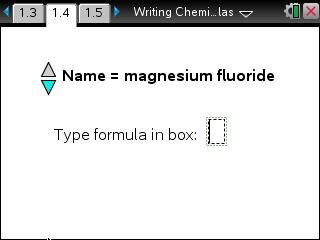 1.3 1.4 1.5 Writing Chemi...las
Name = magnesium fluoride
Type formula in box: